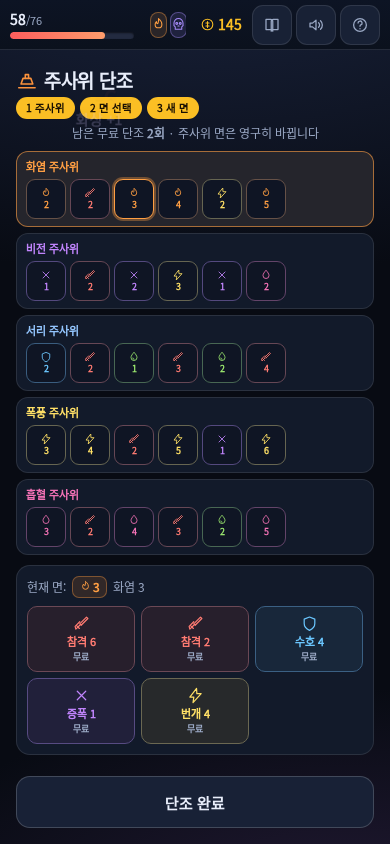 58/76
145
주사위 단조
1 주사위 2 면 선택 3 새 면
남은 무료 단조 2회 · 주사위 면은 영구히 바뀝니다
화염 주사위
2 2 3 4 2 5
비전 주사위
1 2 2 3 1 2
서리 주사위
2 2 1 3 2 4
폭풍 주사위
3 4 2 5 1 6
흡혈 주사위
3 2 4 3 2 5
현재 면: 3 화염 3
참격 6 참격 2 수호 4
무료 무료 무료
증폭 1 번개 4
무료 무료
단조 완료